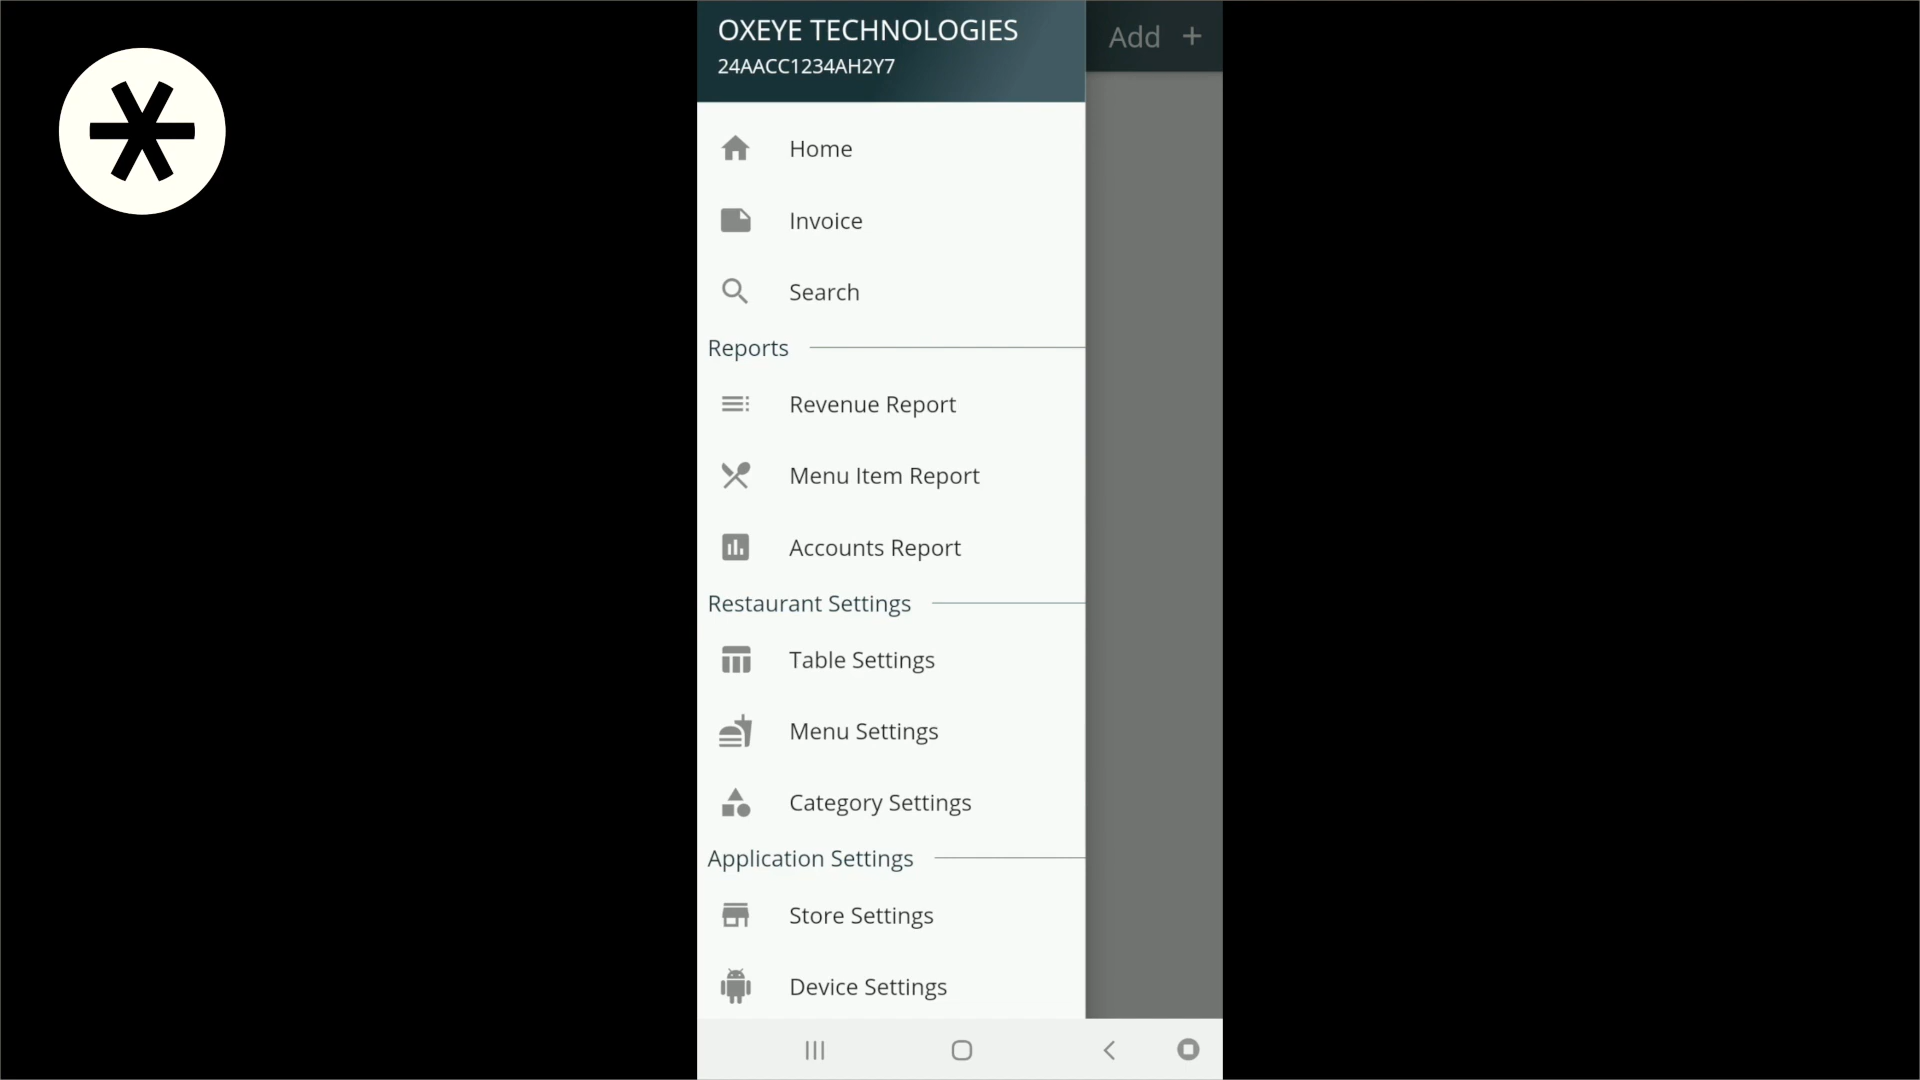 OXEYE TECHNOLOGIES
24AACC1234AH2Y7
Add +
Home
Invoice
Search
Reports
Revenue Report
Menu Item Report
Accounts Report
Restaurant Settings
Table Settings
Menu Settings
Category Settings
Application Settings
Store Settings
Device Settings